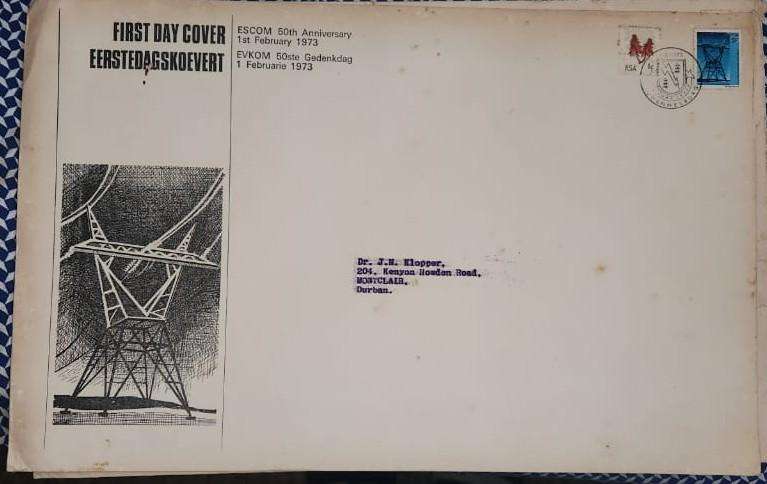 FIRST DAY COVER
EERSTEDAGSKOEVERT
ESCOM 50th Anniversary
1st February 1973
EVKOM 50ste Gedenkdag
1 Februarie 1973
RSA
Dr. J.N. Klopper,
204, Kenyon Howden Road,
MONTCLAIR,
Durban.